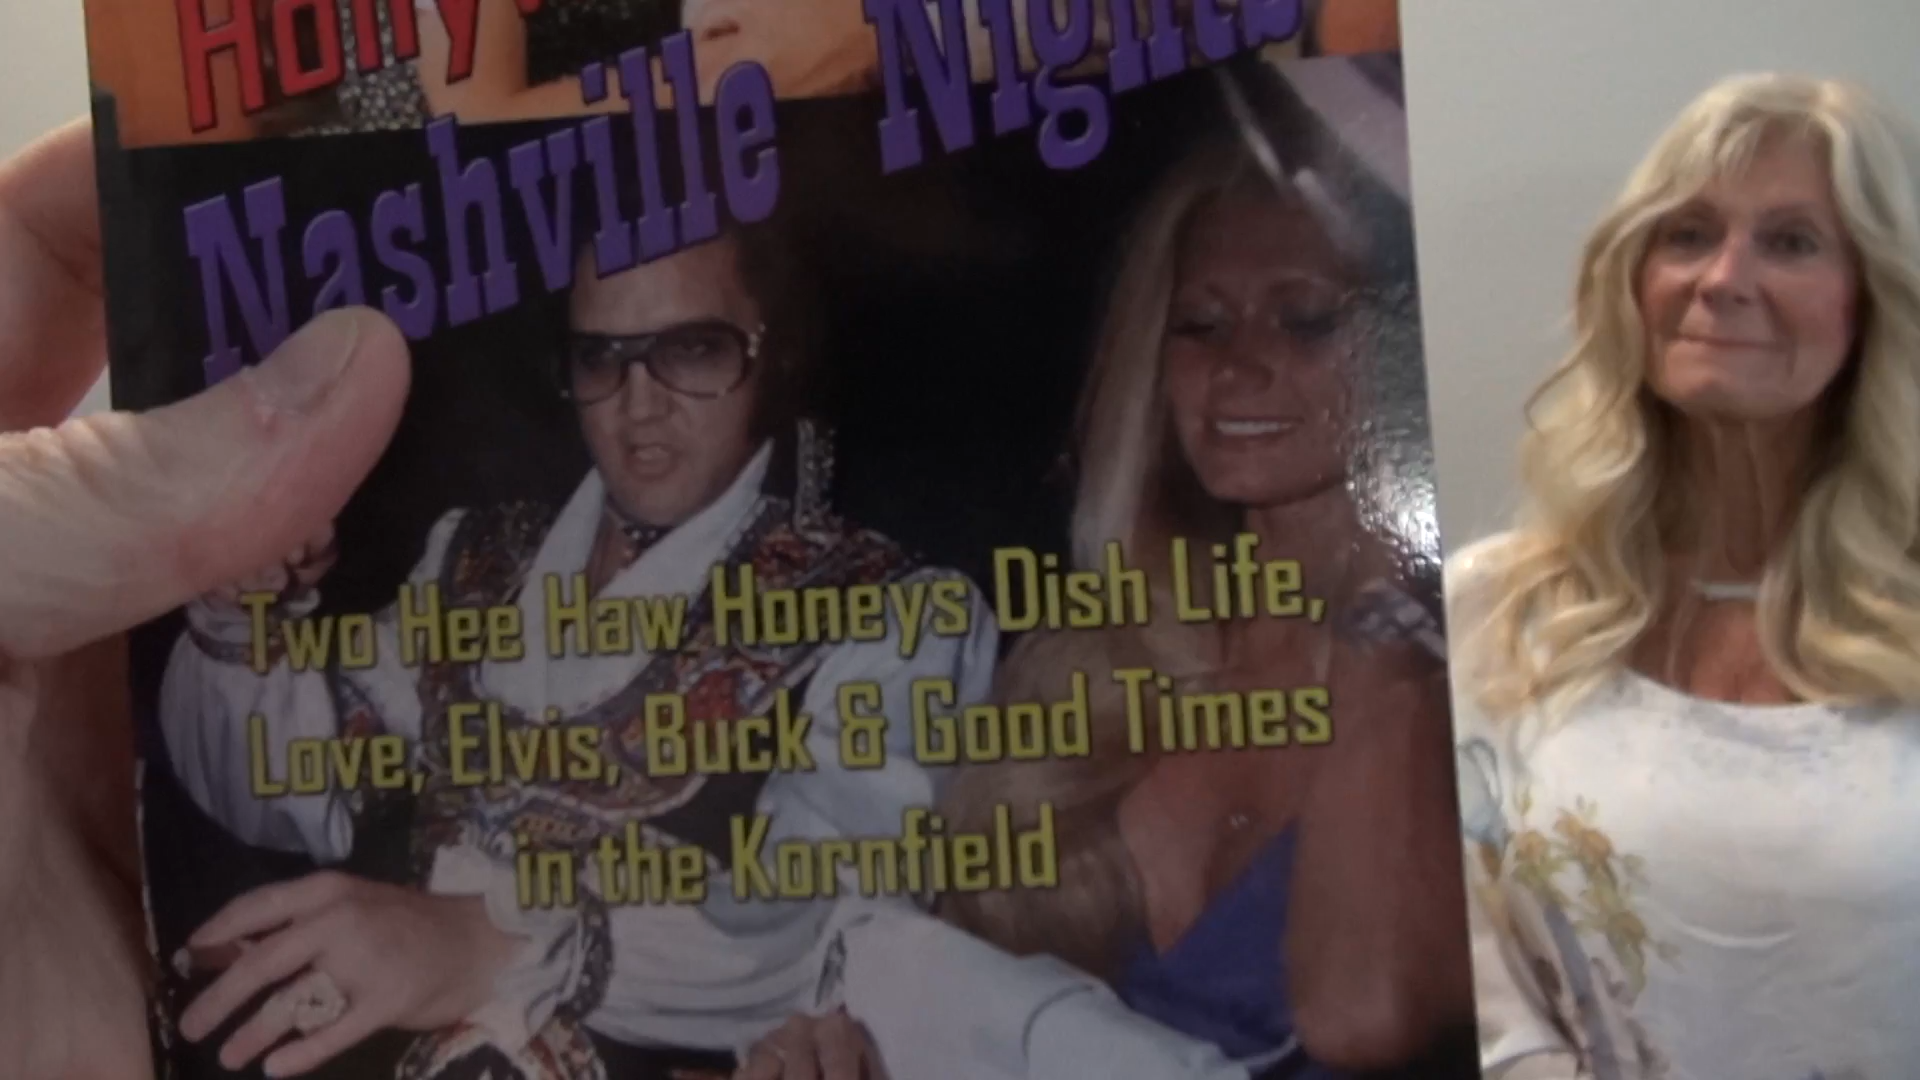 Nashville Nights
Two Hee Haw Honeys Dish Life,
Love, Elvis, Buck & Good Times
in the Kornfield